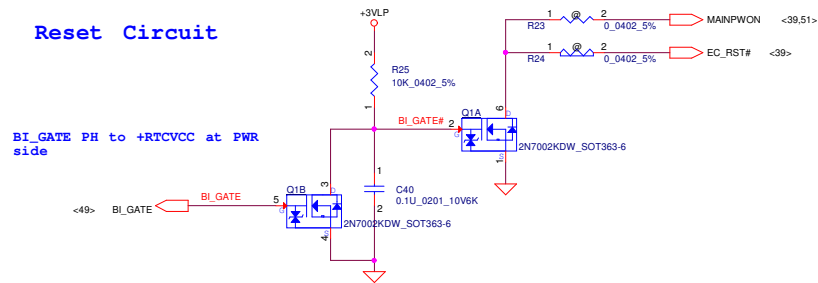 Reset Circuit
+3VLP
1 @ 2
R23 0_0402_5%
MAINPWON <39,51>
1 @ 2
R24 0_0402_5%
EC_RST# <39>
2
R25
10K_0402_5%
1
BI_GATE PH to +RTCVCC at PWR
side
BI_GATE# 2
Q1A
6
D
G
S
1
2N7002KDW_SOT363-6
<49> BI_GATE
BI_GATE 5
Q1B
3
D
G
S
4
2N7002KDW_SOT363-6
1
C40
0.1U_0201_10V6K
2